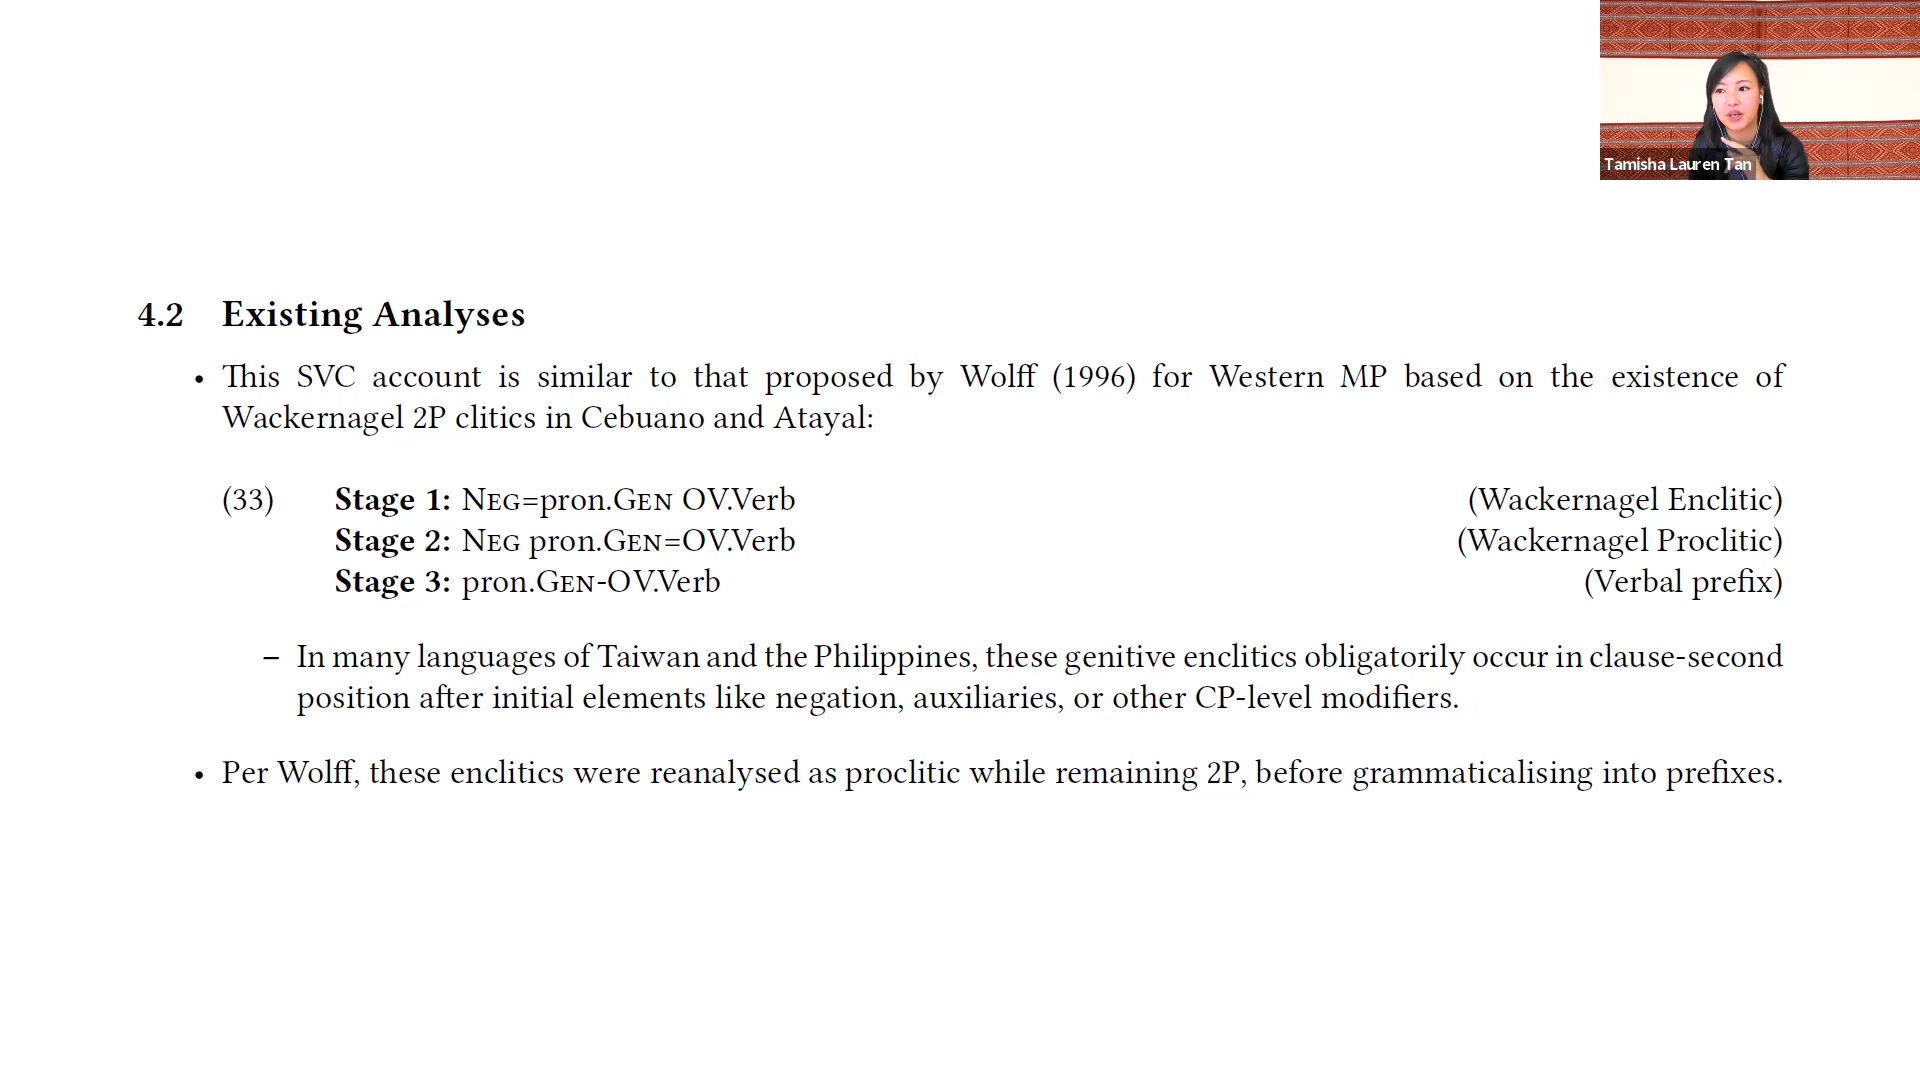 Tamisha Lauren Tan
4.2 Existing Analyses
• This SVC account is similar to that proposed by Wolff (1996) for Western MP based on the existence of
Wackernagel 2P clitics in Cebuano and Atayal:
(33) Stage 1: NEG=pron.GEN OV.Verb (Wackernagel Enclitic)
Stage 2: NEG pron.GEN=OV.Verb (Wackernagel Proclitic)
Stage 3: pron.GEN-OV.Verb (Verbal prefix)
– In many languages of Taiwan and the Philippines, these genitive enclitics obligatorily occur in clause-second
position after initial elements like negation, auxiliaries, or other CP-level modifiers.
• Per Wolff, these enclitics were reanalysed as proclitic while remaining 2P, before grammaticalising into prefixes.